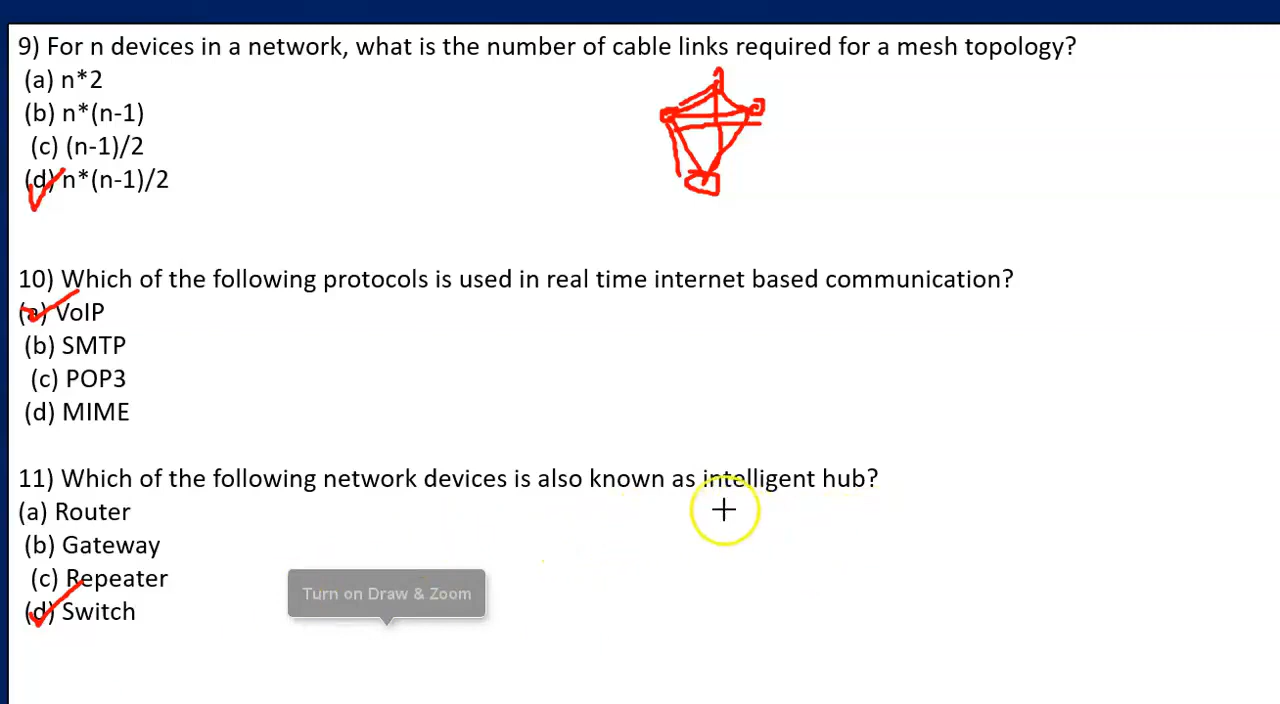 9) For n devices in a network, what is the number of cable links required for a mesh topology?
(a) n*2
(b) n*(n-1)
(c) (n-1)/2
(d) n*(n-1)/2
10) Which of the following protocols is used in real time internet based communication?
(a) VoIP
(b) SMTP
(c) POP3
(d) MIME
11) Which of the following network devices is also known as intelligent hub?
(a) Router
(b) Gateway
(c) Repeater
Turn on Draw & Zoom
(d) Switch